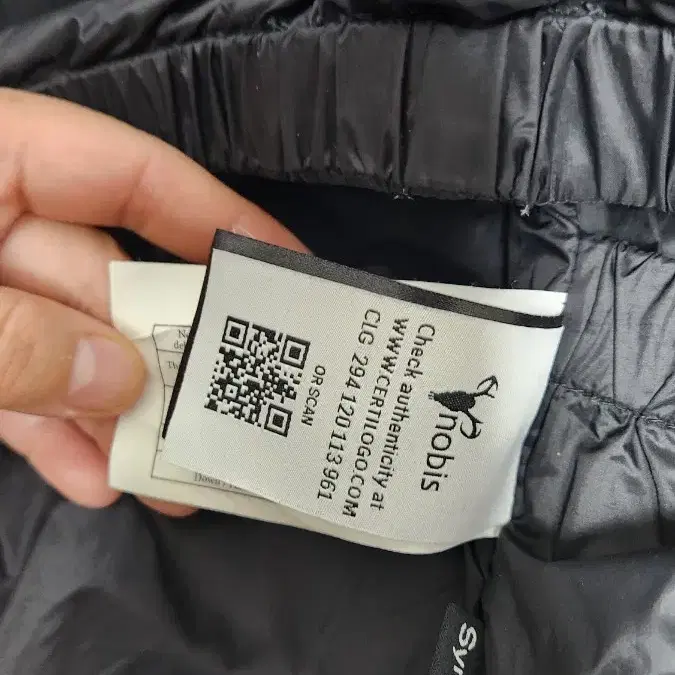 nobis
Check authenticity at
WWW.CERTILOGO.COM
CLG 294 120 113 961
OR SCAN